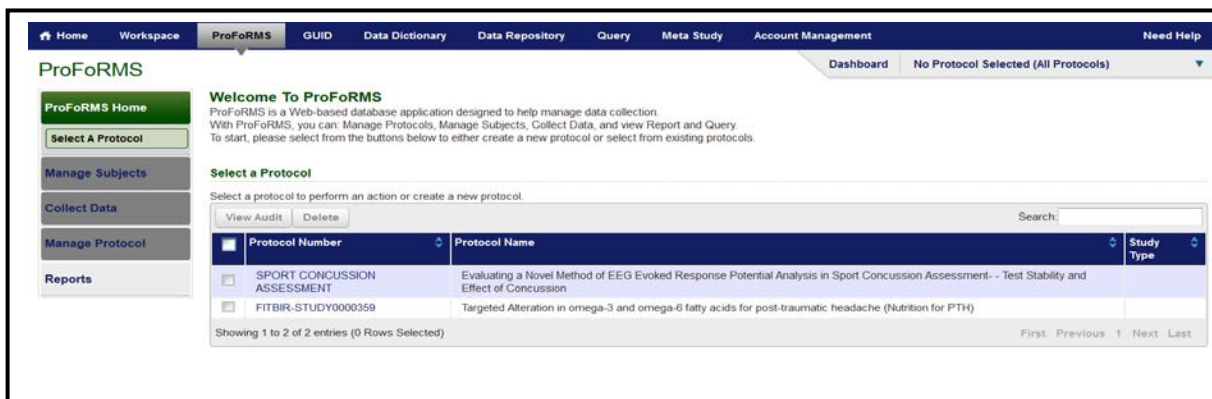 Home Workspace ProFoRMS GUID Data Dictionary Data Repository Query Meta Study Account Management Need Help
ProFoRMS
Dashboard No Protocol Selected (All Protocols)
ProFoRMS Home
Select A Protocol
Manage Subjects
Collect Data
Manage Protocol
Reports
Welcome To ProFoRMS
ProFoRMS is a Web-based database application designed to help manage data collection.
With ProFoRMS, you can: Manage Protocols, Manage Subjects, Collect Data, and view Report and Query.
To start, please select from the buttons below to either create a new protocol or select from existing protocols.
Select a Protocol
Select a protocol to perform an action or create a new protocol.
View Audit Delete Search:
Protocol Number Protocol Name Study
Type
SPORT CONCUSSION Evaluating a Novel Method of EEG Evoked Response Potential Analysis in Sport Concussion Assessment- - Test Stability and
ASSESSMENT Effect of Concussion
FITBIR-STUDY0000359 Targeted Alteration in omega-3 and omega-6 fatty acids for post-traumatic headache (Nutrition for PTH)
Showing 1 to 2 of 2 entries (0 Rows Selected) First Previous 1 Next Last